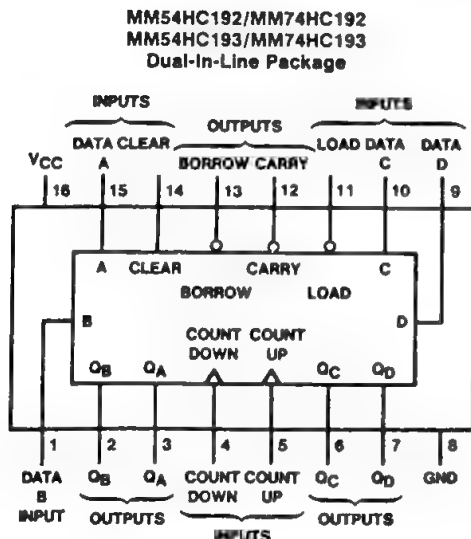 MM54HC192/MM74HC192
MM54HC193/MM74HC193
Dual-In-Line Package
INPUTS OUTPUTS INPUTS
DATA CLEAR LOAD DATA DATA
VCC A BORROW CARRY C D
16 15 14 13 12 11 10 9
A CLEAR CARRY C
BORROW LOAD
B D
COUNT COUNT
QB QA DOWN UP QC QD
1 2 3 4 5 6 7 8
DATA QB QA COUNT COUNT QC QD GND
B DOWN UP
INPUT OUTPUTS OUTPUTS
INPUTS